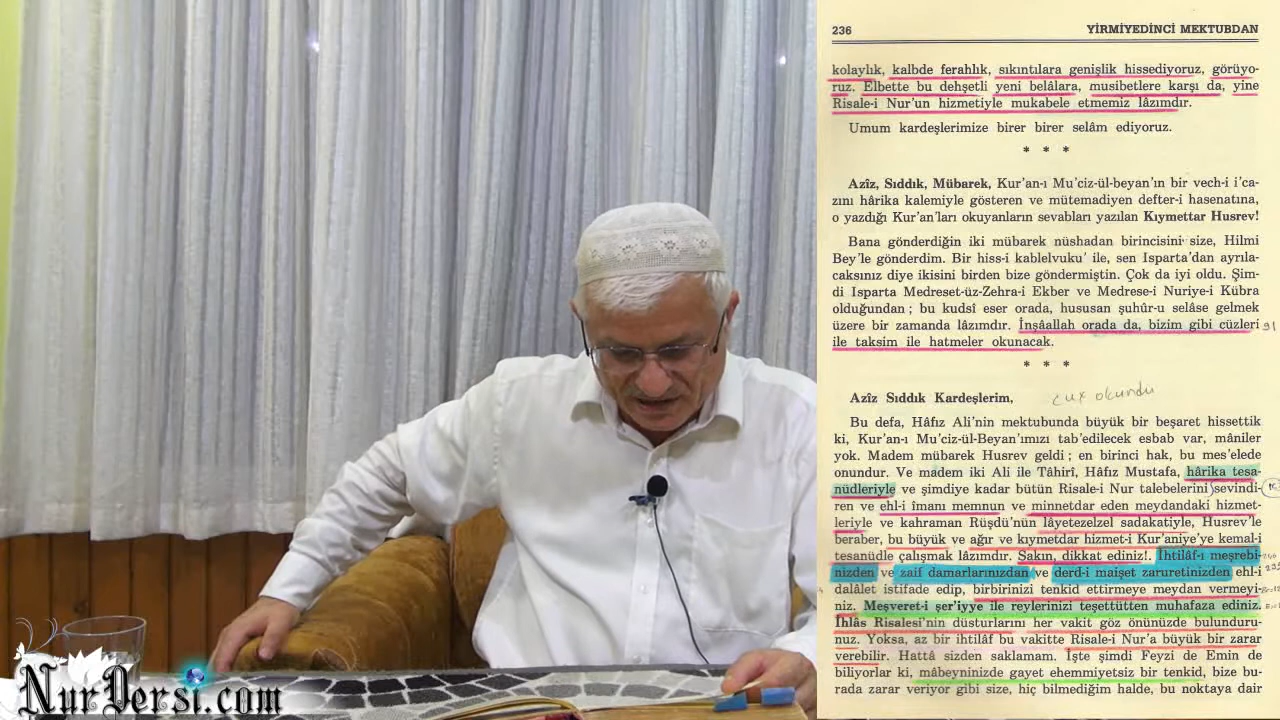 236
YİRMİYEDİNCİ MEKTUBDAN
kolaylık, kalbde ferahlık, sıkıntılara genişlik hissediyoruz, görüyo-
ruz. Elbette bu dehşetli yeni belâlara, musibetlere karşı da, yine
Risale-i Nur'un hizmetiyle mukabele etmemiz lâzımdır.
Umum kardeşlerimize birer birer selâm ediyoruz.
* * *
Azîz, Sıddık, Mübarek, Kur'an-ı Mu'ciz-ül-beyan'ın bir vech-i i'ca-
zını hârika kalemiyle gösteren ve mütemadiyen defter-i hasenatına,
o yazdığı Kur'an'ları okuyanların sevabları yazılan Kıymettar Husrev!
Bana gönderdiğin iki mübarek nüshadan birincisini size, Hilmi
Bey'le gönderdim. Bir hiss-i kablelvuku' ile, sen Isparta'dan ayrıla-
caksınız diye ikisini birden bize göndermiştin. Çok da iyi oldu. Şim-
di Isparta Medreset-üz-Zehra-i Ekber ve Medrese-i Nuriye-i Kübra
olduğundan; bu kudsî eser orada, hususan şuhûr-u selâse gelmek
üzere bir zamanda lâzımdır. İnşâallah orada da, bizim gibi cüzleri
ile taksim ile hatmeler okunacak.
* * *
Azîz Sıddık Kardeşlerim,
okundu
Bu defa, Hâfız Ali'nin mektubunda büyük bir beşaret hissettik
ki, Kur'an-ı Mu'ciz-ül-Beyan'ımızı tab'edilecek esbab var, mâniler
yok. Madem mübarek Husrev geldi; en birinci hak, bu mes'elede
onundur. Ve madem iki Ali ile Tâhirî, Hâfız Mustafa, hârika tesa-
nüdleriyle ve şimdiye kadar bütün Risale-i Nur talebelerini sevindi-
ren ve ehl-i îmanı memnun ve minnetdar eden meydandaki hizmet-
leriyle ve kahraman Rüşdü'nün lâyetezelzel sadakatiyle, Husrev'le
beraber, bu büyük ve ağır ve kıymetdar hizmet-i Kur'aniye'ye kemal-i
tesanüdle çalışmak lâzımdır. Sakın, dikkat ediniz!. İhtilâf-ı meşrebi-
nizden ve zaif damarlarınızdan ve derd-i maişet zaruretinizden ehl-i
dalâlet istifade edip, birbirinizi tenkid ettirmeye meydan vermeyi-
niz. Meşveret-i şer'iyye ile reylerinizi teşettütten muhafaza ediniz.
İhlâs Risalesi'nin düsturlarını her vakit göz önünüzde bulunduru-
nuz. Yoksa, az bir ihtilâf bu vakitte Risale-i Nur'a büyük bir zarar
verebilir. Hattâ sizden saklamam. İşte şimdi Feyzi de Emin de
biliyorlar ki, mâbeyninizde gayet ehemmiyetsiz bir tenkid, bize bu-
rada zarar veriyor gibi size, hiç bilmediğim halde, bu noktaya dair
NurDersi.com